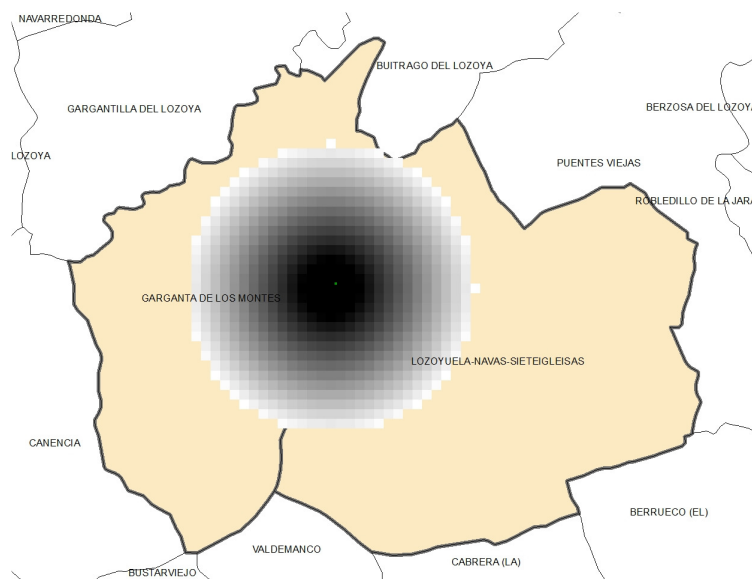 NAVARREDONDA
BUITRAGO DEL LOZOYA
GARGANTILLA DEL LOZOYA
BERZOSA DEL LOZOYA
LOZOYA
PUENTES VIEJAS
ROBLEDILLO DE LA JARA
GARGANTA DE LOS MONTES
LOZOYUELA-NAVAS-SIETEIGLEISAS
CANENCIA
BERRUECO (EL)
VALDEMANCO
CABRERA (LA)
BUSTARVIEJO